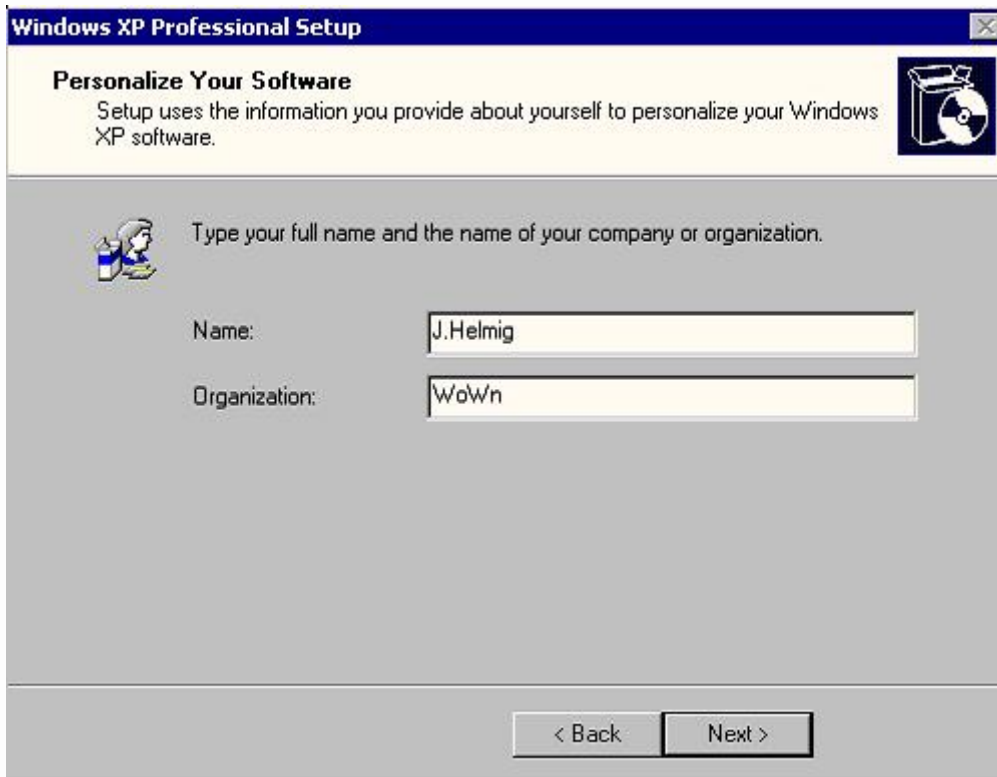 Windows XP Professional Setup
Personalize Your Software
Setup uses the information you provide about yourself to personalize your Windows
XP software.
Type your full name and the name of your company or organization.
Name:
J.Helmig
Organization:
WoWn
< Back
Next >